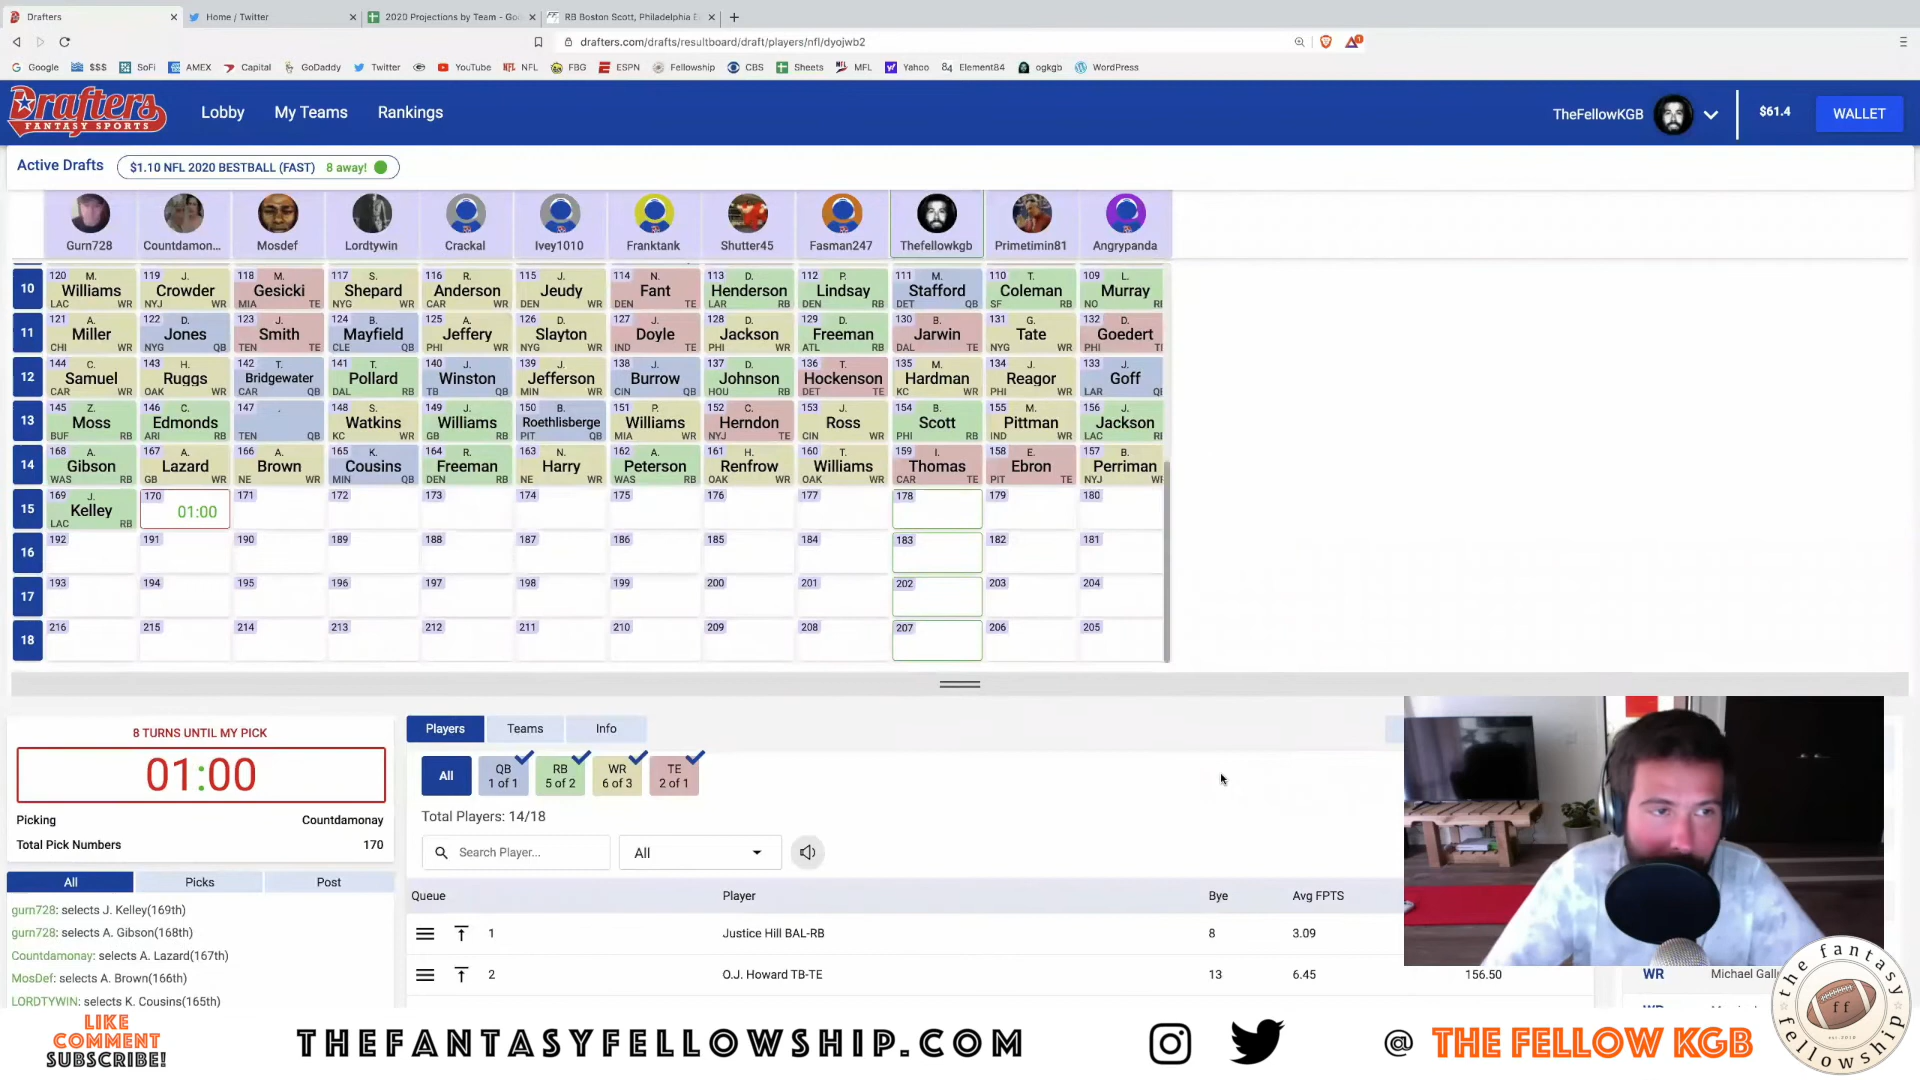 Drafters
Home / Twitter
2020 Projections by Team - Goo
RB Boston Scott, Philadelphia E
drafters.com/drafts/resultboard/draft/players/nfl/dyojwb2
Google $$$ SoFi AMEX Capital GoDaddy Twitter YouTube NFL FBG ESPN Fellowship CBS Sheets MFL Yahoo Element84 ogkgb WordPress
Drafters
FANTASY SPORTS
Lobby My Teams Rankings
TheFellowKGB $61.4 WALLET
Active Drafts $1.10 NFL 2020 BESTBALL (FAST) 8 away!
Gurn728 Countdamon... Mosdef Lordtywin Crackal Ivey1010 Franktank Shutter45 Fasman247 Thefellowkgb Primetimin81 Angrypanda
120 M. 119 J. 118 M. 117 S. 116 R. 115 J. 114 N. 113 D. 112 P. 111 M. 110 T. 109 L.
10 Williams Crowder Gesicki Shepard Anderson Jeudy Fant Henderson Lindsay Stafford Coleman Murray
LAC WR NYJ WR MIA TE NYG WR CAR WR DEN WR DEN TE LAR RB DEN RB DET QB SF RB NO
121 A. 122 D. 123 J. 124 B. 125 A. 126 D. 127 J. 128 D. 129 D. 130 B. 131 G. 132 D.
11 Miller Jones Smith Mayfield Jeffery Slayton Doyle Jackson Freeman Jarwin Tate Goedert
CHI WR NYG QB TEN TE CLE QB PHI WR NYG WR IND TE PHI WR ATL RB DAL TE NYG WR PHI
144 C. 143 H. 142 T. 141 T. 140 J. 139 J. 138 J. 137 D. 136 T. 135 M. 134 J. 133 J.
12 Samuel Ruggs Bridgewater Pollard Winston Jefferson Burrow Johnson Hockenson Hardman Reagor Goff
CAR WR OAK WR CAR QB DAL RB TB QB MIN WR CIN QB HOU RB DET TE KC WR PHI WR LAR
145 Z. 146 C. 147 . 148 S. 149 J. 150 B. 151 P. 152 C. 153 J. 154 B. 155 M. 156 J.
13 Moss Edmonds Watkins Williams Roethlisberge Williams Herndon Ross Scott Pittman Jackson
BUF RB ARI RB TEN QB KC WR GB RB PIT QB MIA WR NYJ TE CIN WR PHI RB IND WR LAC
168 A. 167 A. 166 A. 165 K. 164 R. 163 N. 162 A. 161 H. 160 T. 159 I. 158 E. 157 B.
14 Gibson Lazard Brown Cousins Freeman Harry Peterson Renfrow Williams Thomas Ebron Perriman
WAS RB GB WR NE WR MIN QB DEN RB NE WR WAS RB OAK WR OAK WR CAR TE PIT TE NYJ
169 J. 170 171 172 173 174 175 176 177 178 179 180
15 Kelley 01:00
LAC RB
192 191 190 189 188 187 186 185 184 183 182 181
16
193 194 195 196 197 198 199 200 201 202 203 204
17
216 215 214 213 212 211 210 209 208 207 206 205
18
8 TURNS UNTIL MY PICK
01:00
Picking Countdamonay
Total Pick Numbers 170
All Picks Post
gurn728: selects J. Kelley(169th)
gurn728: selects A. Gibson(168th)
Countdamonay: selects A. Lazard(167th)
MosDef: selects A. Brown(166th)
LORDTYWIN: selects K. Cousins(165th)
Players Teams Info
All QB 1 of 1 RB 5 of 2 WR 6 of 3 TE 2 of 1
Total Players: 14/18
Search Player... All
Queue Player Bye Avg FPTS
1 Justice Hill BAL-RB 8 3.09
2 O.J. Howard TB-TE 13 6.45 156.50
WR Michael Gall
LIKE
COMMENT
SUBSCRIBE!
THEFANTASYFELLOWSHIP.COM
@ THE FELLOW KGB
the fantasy fellowship
ff